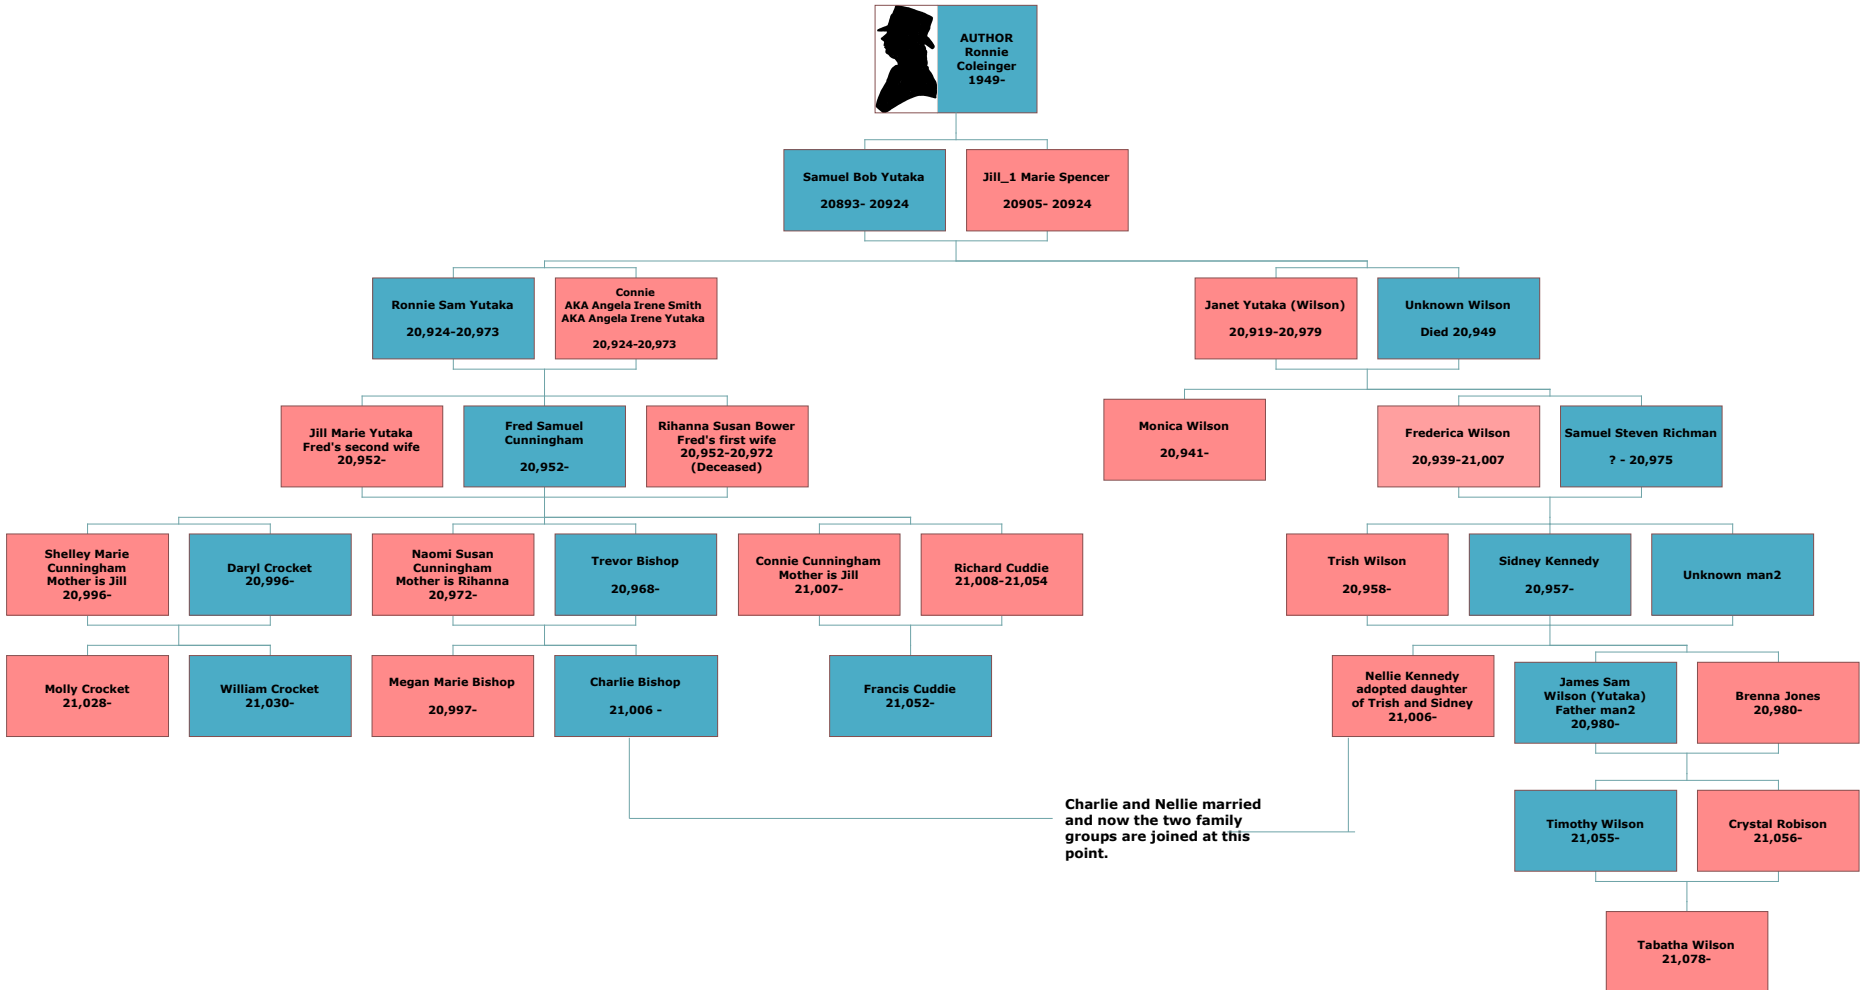 AUTHOR
Ronnie
Coleinger
1949-
Samuel Bob Yutaka
20893- 20924
Jill_1 Marie Spencer
20905- 20924
Ronnie Sam Yutaka
20,924-20,973
Connie
AKA Angela Irene Smith
AKA Angela Irene Yutaka
20,924-20,973
Janet Yutaka (Wilson)
20,919-20,979
Unknown Wilson
Died 20,949
Jill Marie Yutaka
Fred's second wife
20,952-
Fred Samuel
Cunningham
20,952-
Rihanna Susan Bower
Fred's first wife
20,952-20,972
(Deceased)
Monica Wilson
20,941-
Frederica Wilson
20,939-21,007
Samuel Steven Richman
? - 20,975
Shelley Marie
Cunningham
Mother is Jill
20,996-
Daryl Crocket
20,996-
Naomi Susan
Cunningham
Mother is Rihanna
20,972-
Trevor Bishop
20,968-
Connie Cunningham
Mother is Jill
21,007-
Richard Cuddie
21,008-21,054
Trish Wilson
20,958-
Sidney Kennedy
20,957-
Unknown man2
Molly Crocket
21,028-
William Crocket
21,030-
Megan Marie Bishop
20,997-
Charlie Bishop
21,006 -
Francis Cuddie
21,052-
Nellie Kennedy
adopted daughter
of Trish and Sidney
21,006-
James Sam
Wilson (Yutaka)
Father man2
20,980-
Brenna Jones
20,980-
Charlie and Nellie married
and now the two family
groups are joined at this
point.
Timothy Wilson
21,055-
Crystal Robison
21,056-
Tabatha Wilson
21,078-